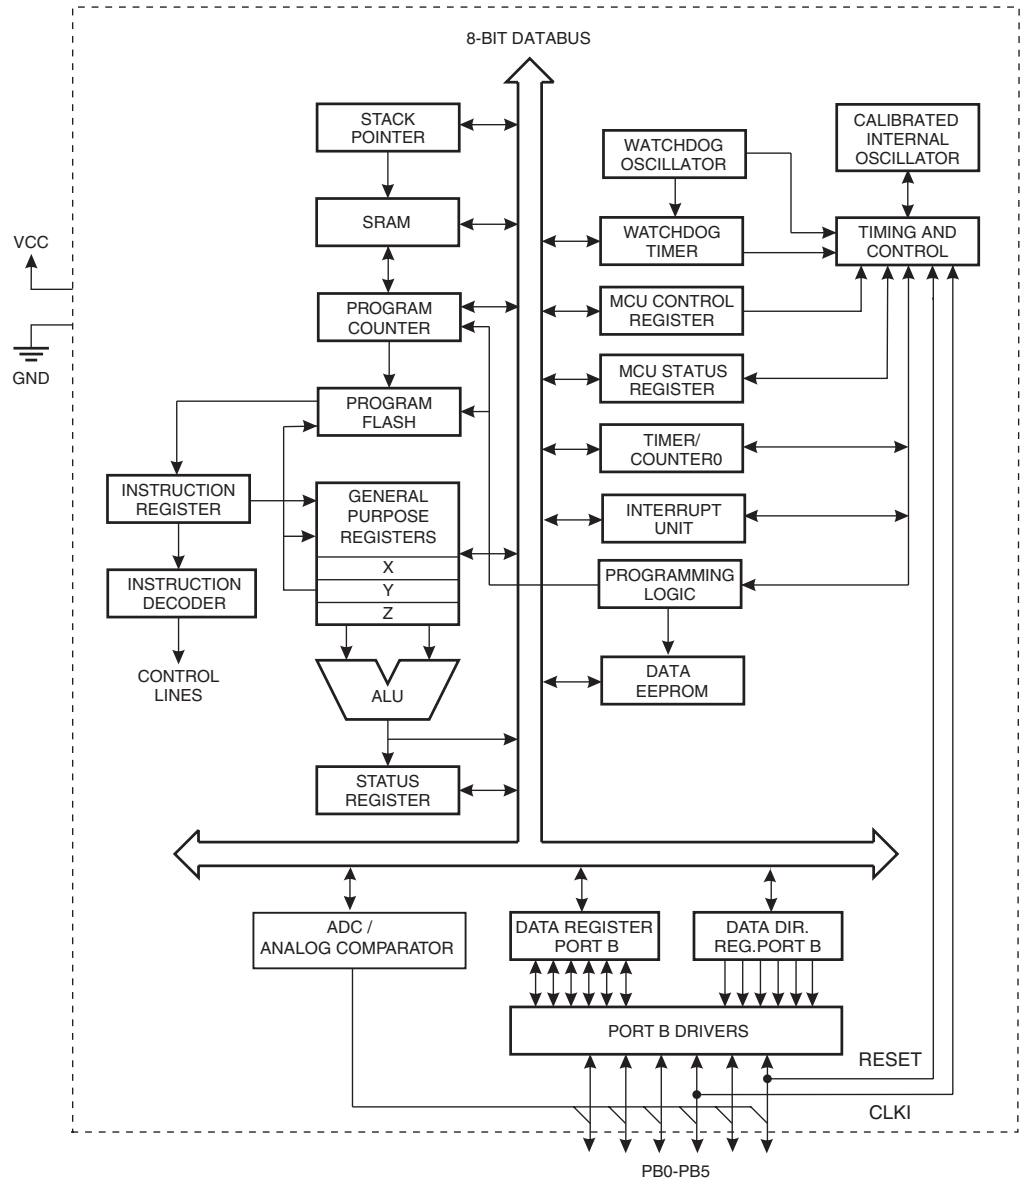 8-BIT DATABUS
STACK
POINTER
WATCHDOG
OSCILLATOR
CALIBRATED
INTERNAL
OSCILLATOR
SRAM
WATCHDOG
TIMER
TIMING AND
CONTROL
VCC
GND
PROGRAM
COUNTER
MCU CONTROL
REGISTER
MCU STATUS
REGISTER
PROGRAM
FLASH
TIMER/
COUNTER0
INSTRUCTION
REGISTER
GENERAL
PURPOSE
REGISTERS
X
Y
Z
INTERRUPT
UNIT
INSTRUCTION
DECODER
PROGRAMMING
LOGIC
CONTROL
LINES
ALU
DATA
EEPROM
STATUS
REGISTER
ADC /
ANALOG COMPARATOR
DATA REGISTER
PORT B
DATA DIR.
REG.PORT B
PORT B DRIVERS
RESET
CLKI
PB0-PB5